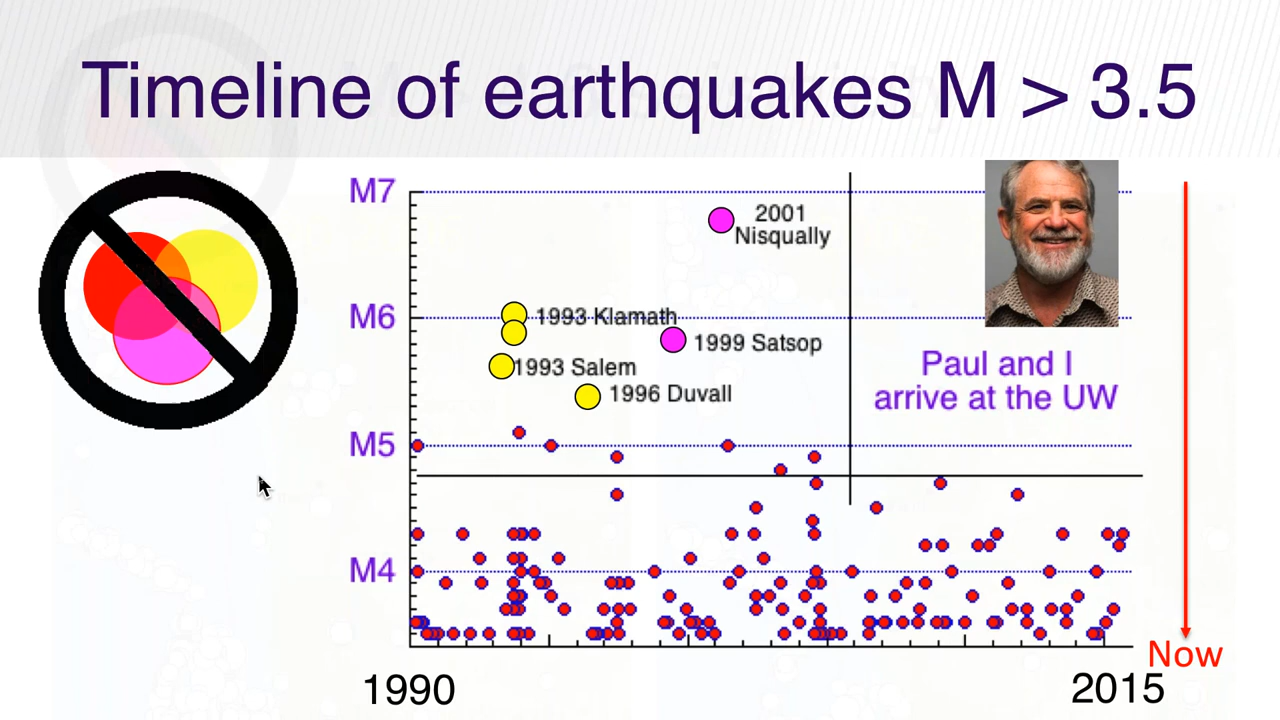 Timeline of earthquakes M > 3.5
M7
2001
Nisqually
M6
1993 Klamath
1999 Satsop
1993 Salem
1996 Duvall
Paul and I
arrive at the UW
M5
M4
Now
1990
2015